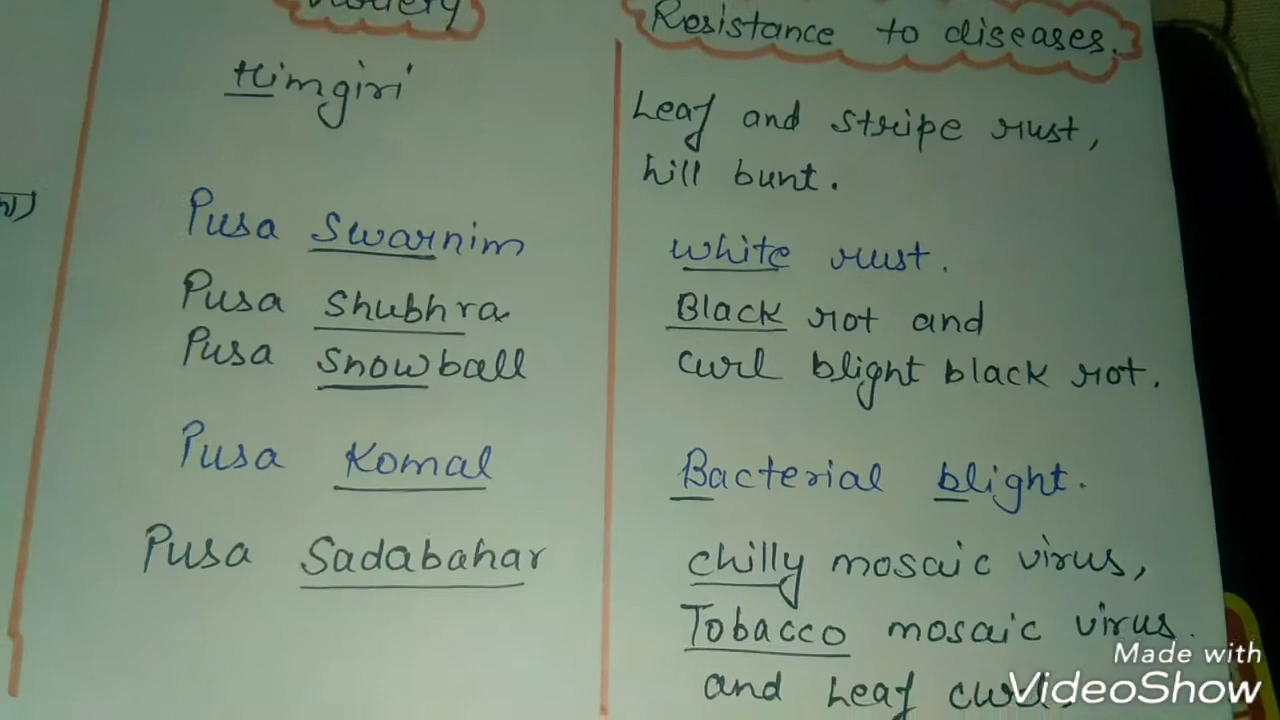 Resistance to diseases.
Himgiri
Leaf and stripe rust,
hill bunt.
Pusa Swarnim
white rust.
Pusa Shubhra
Black rot and
Pusa Snowball
curl blight black rot.
Pusa Komal
Bacterial blight.
Pusa Sadabahar
chilly mosaic virus,
Tobacco mosaic virus.
and Leaf curl.
Made with
VideoShow